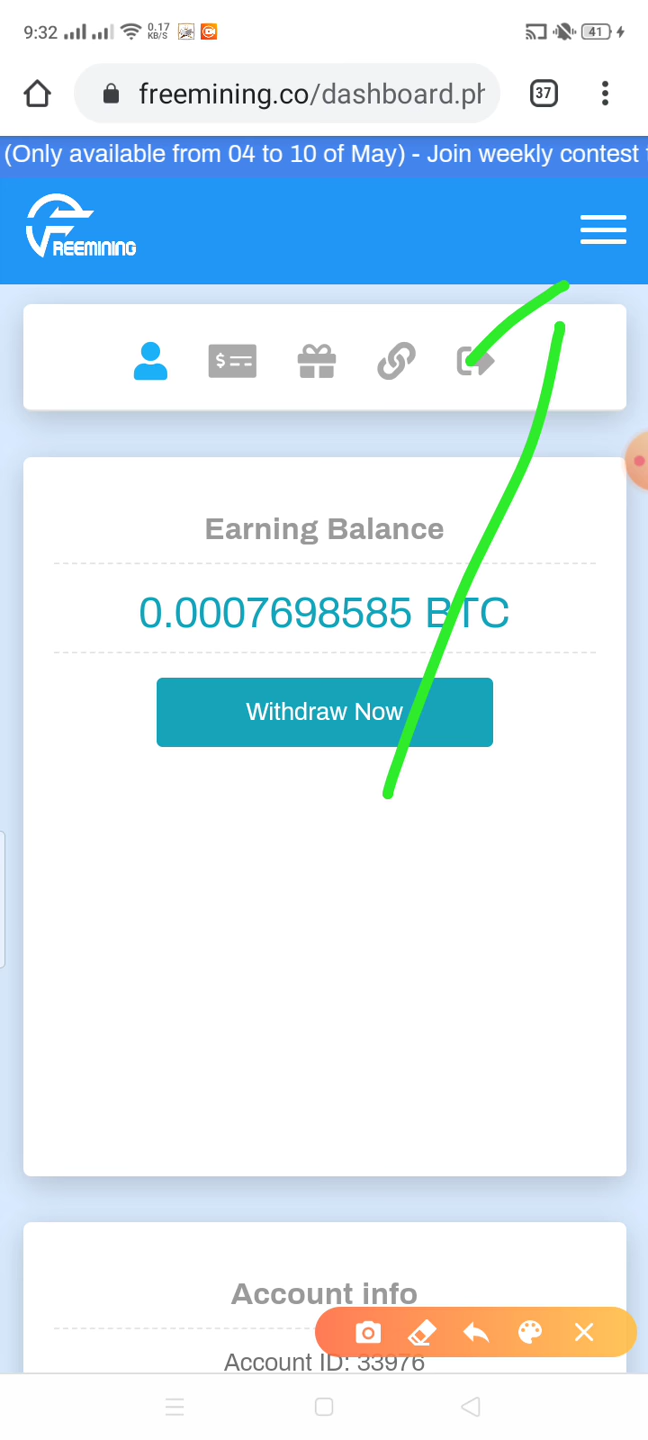 9:32 0.17 KB/S 41
freemining.co/dashboard.ph 37
(Only available from 04 to 10 of May) - Join weekly contest
FREEMINING
Earning Balance
0.0007698585 BTC
Withdraw Now
Account info
Account ID: 33976